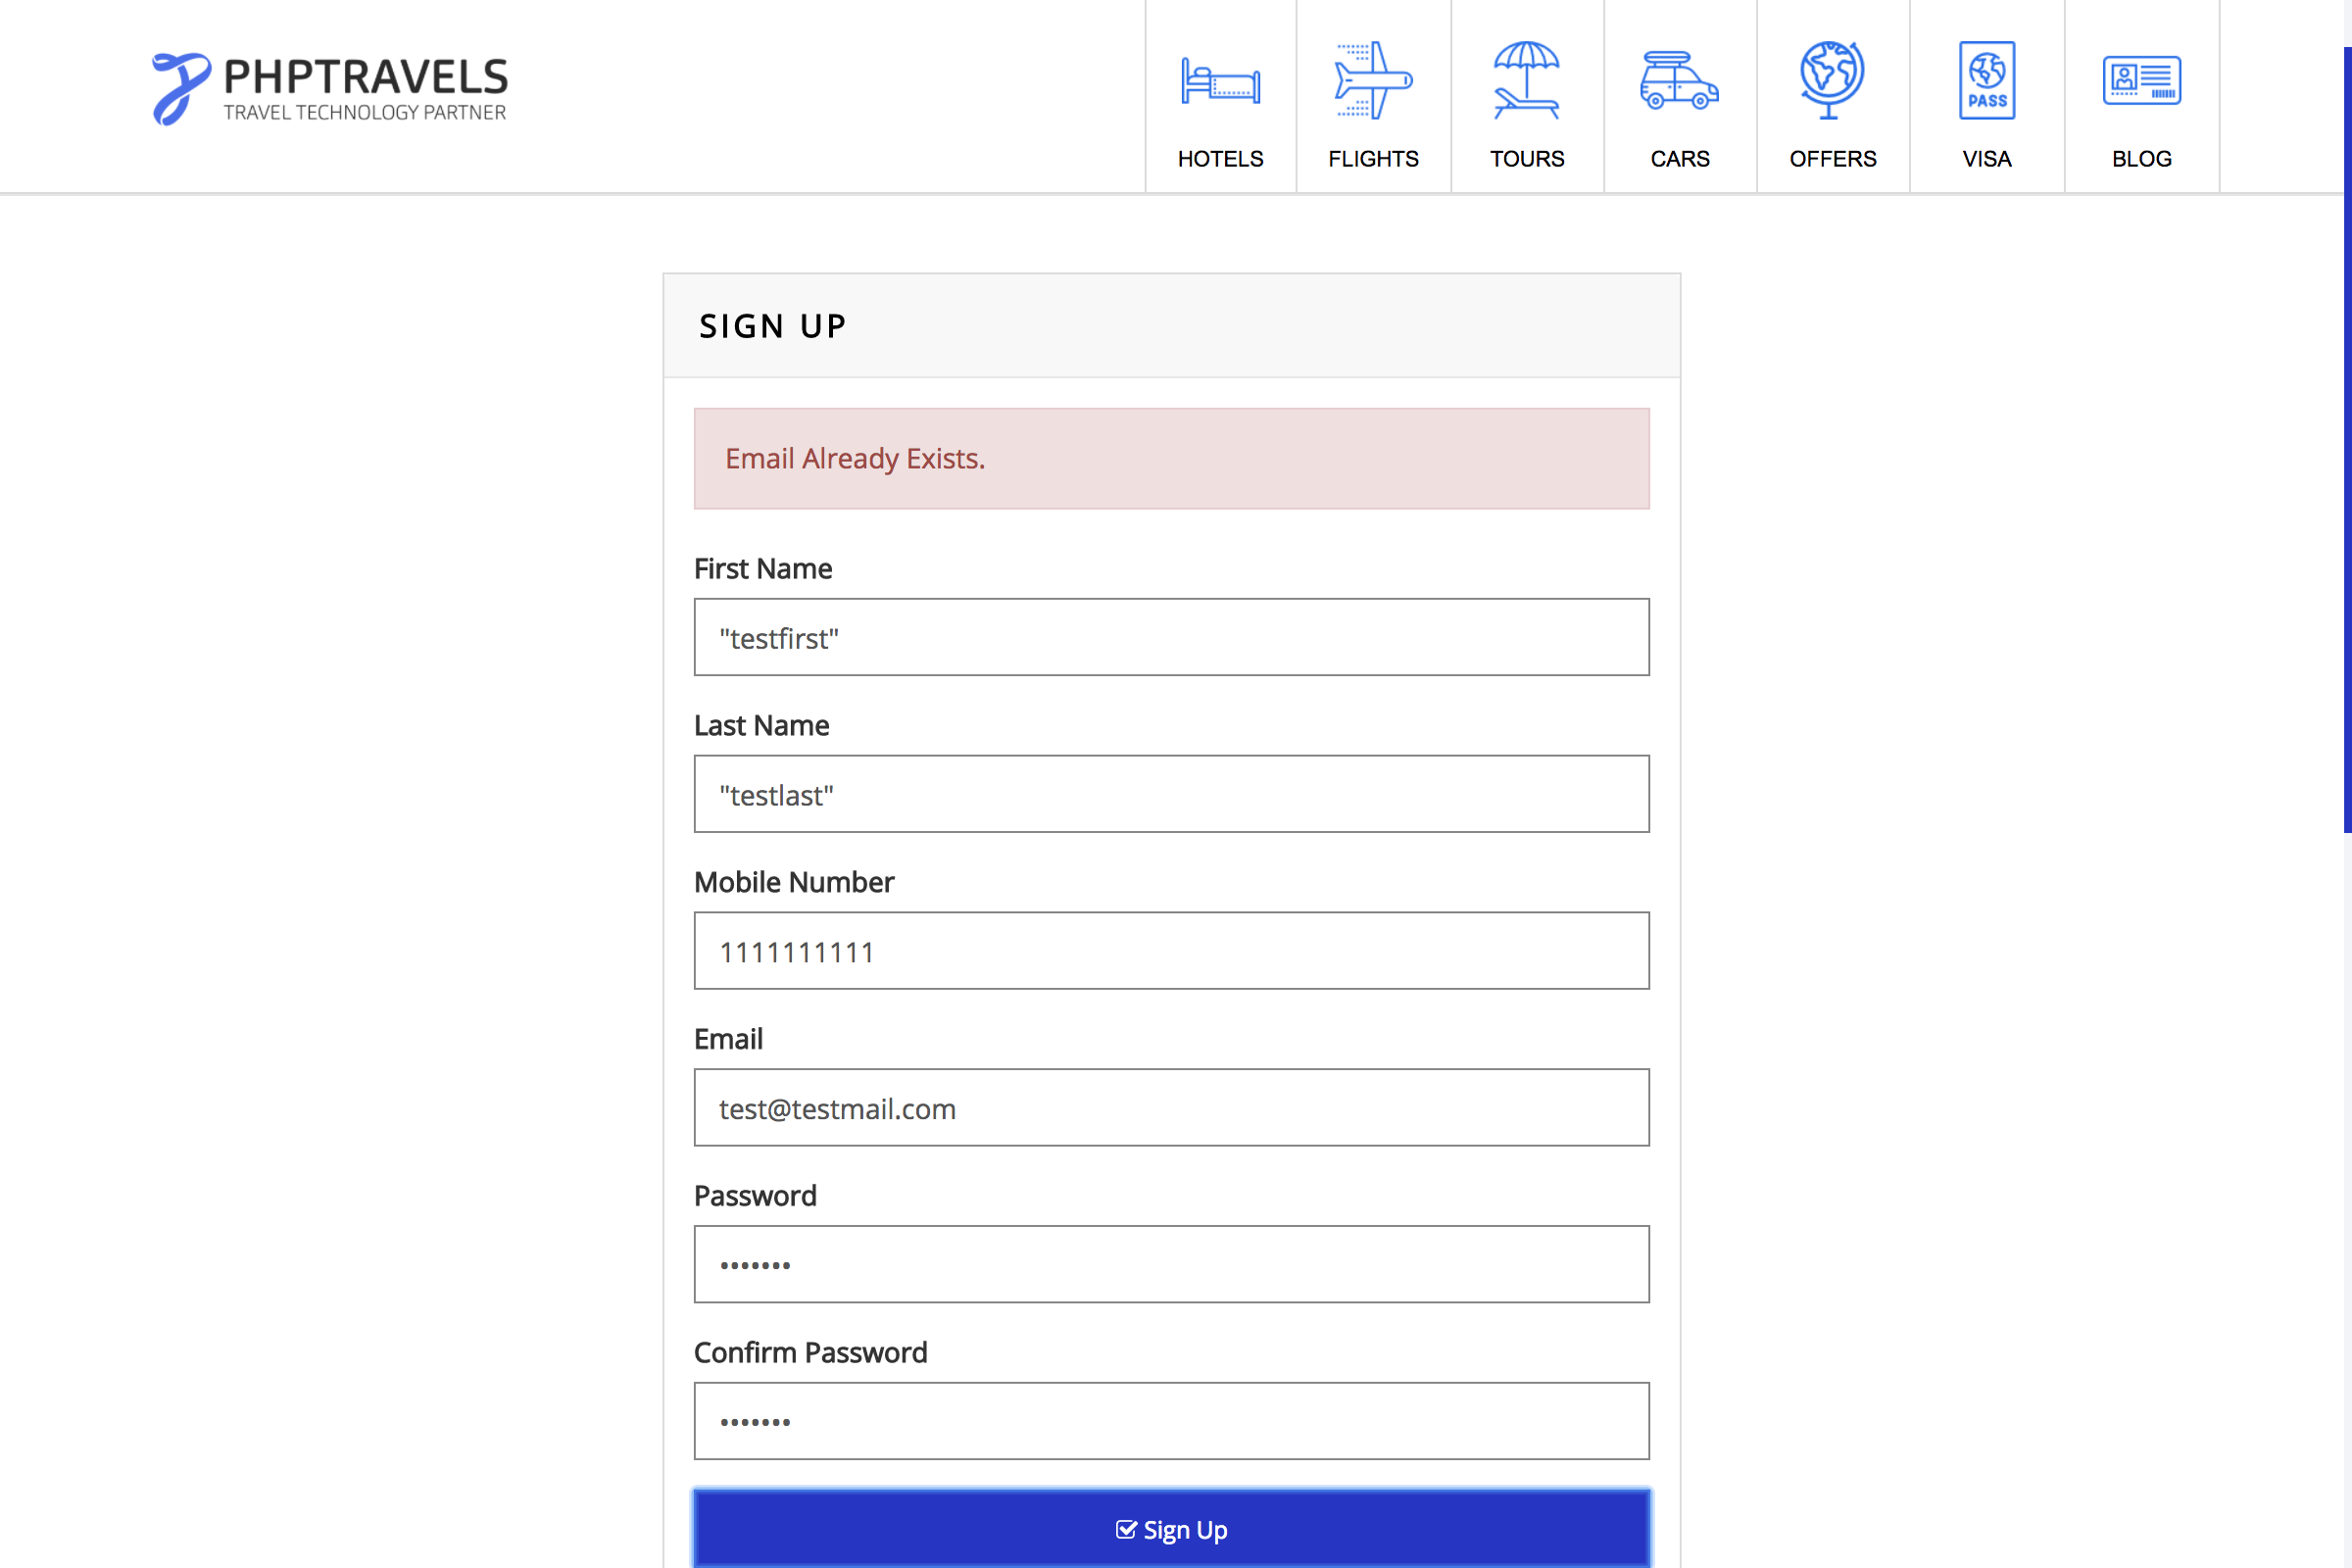 PHPTRAVELS
TRAVEL TECHNOLOGY PARTNER
PASS
HOTELS FLIGHTS TOURS CARS OFFERS VISA BLOG
SIGN UP
Email Already Exists.
First Name
"testfirst"
Last Name
"testlast"
Mobile Number
1111111111
Email
test@testmail.com
Password
•••••••
Confirm Password
•••••••
Sign Up